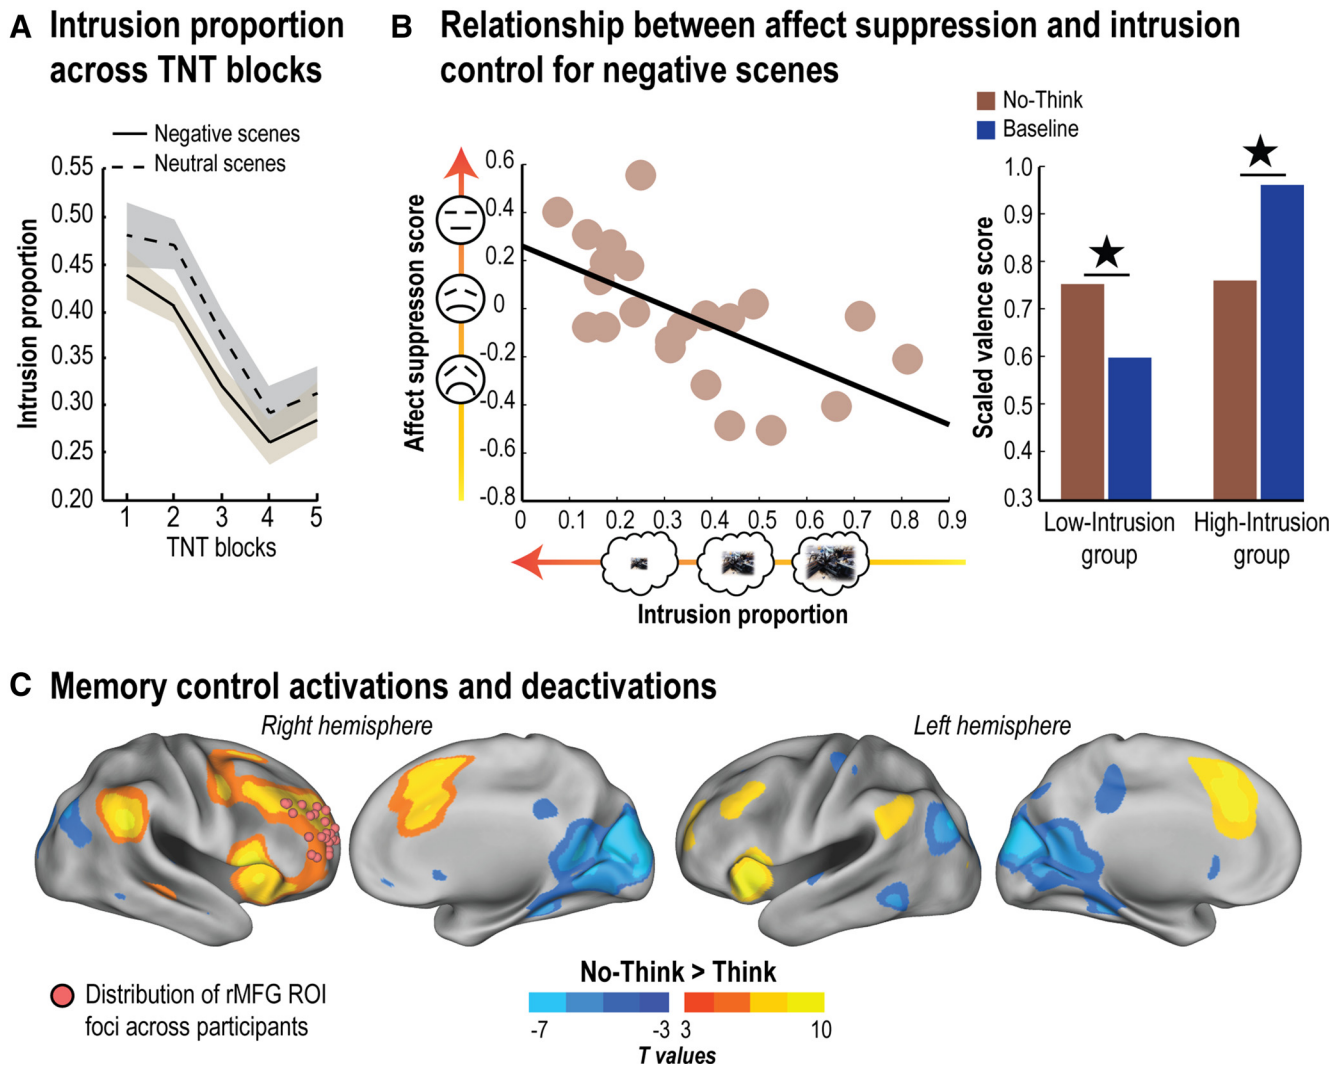 A Intrusion proportion
across TNT blocks
Negative scenes
Neutral scenes
0.55
0.50
0.45
0.40
0.35
0.30
0.25
0.20
Intrusion proportion
1 2 3 4 5
TNT blocks
B Relationship between affect suppression and intrusion
control for negative scenes
Affect suppresson score
0.6
0.4
0.2
0
-0.2
-0.4
-0.6
-0.8
0 0.1 0.2 0.3 0.4 0.5 0.6 0.7 0.8 0.9
Intrusion proportion
No-Think
Baseline
Scaled valence score
1.0
0.9
0.8
0.7
0.6
0.5
0.4
0.3
Low-Intrusion
group
High-Intrusion
group
C Memory control activations and deactivations
Right hemisphere
Left hemisphere
Distribution of rMFG ROI
foci across participants
No-Think > Think
-7 -3 3 10
T values